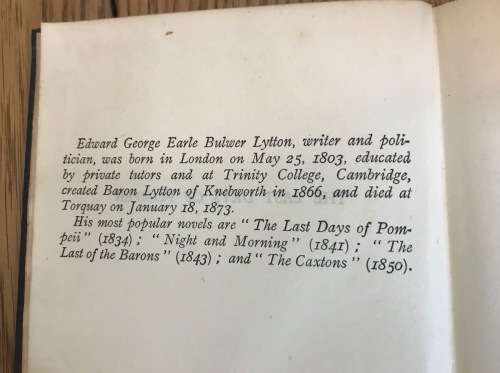 Edward George Earle Bulwer Lytton, writer and poli-
tician, was born in London on May 25, 1803, educated
by private tutors and at Trinity College, Cambridge,
created Baron Lytton of Knebworth in 1866, and died at
Torquay on January 18, 1873.
His most popular novels are “ The Last Days of Pom-
peii ” (1834) ; “ Night and Morning ” (1841) ; “ The
Last of the Barons ” (1843) ; and “ The Caxtons ” (1850).